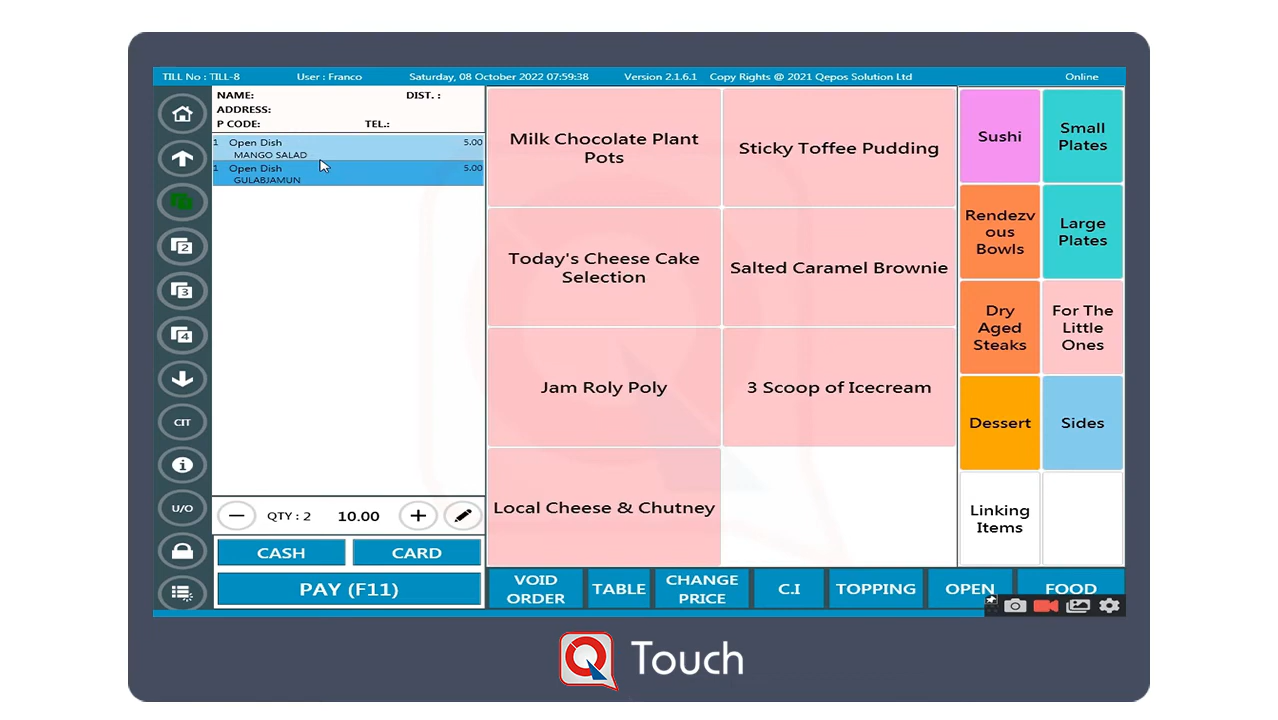 TILL No : TILL-8 User : Franco Saturday, 08 October 2022 07:59:38 Version 2.1.6.1 Copy Rights @ 2021 Qepos Solution Ltd Online
NAME: DIST. :
ADDRESS:
P CODE: TEL.:
1 Open Dish 5.00
MANGO SALAD
1 Open Dish 5.00
GULABJAMUN
2
3
4
CIT
i
U/O
QTY : 2 10.00
CASH CARD
PAY (F11)
Milk Chocolate Plant
Pots
Sticky Toffee Pudding
Today's Cheese Cake
Selection
Salted Caramel Brownie
Jam Roly Poly
3 Scoop of Icecream
Local Cheese & Chutney
Sushi
Small
Plates
Rendezv
ous
Bowls
Large
Plates
Dry
Aged
Steaks
For The
Little
Ones
Dessert
Sides
Linking
Items
VOID
ORDER
TABLE
CHANGE
PRICE
C.I
TOPPING
OPEN
FOOD
Q Touch